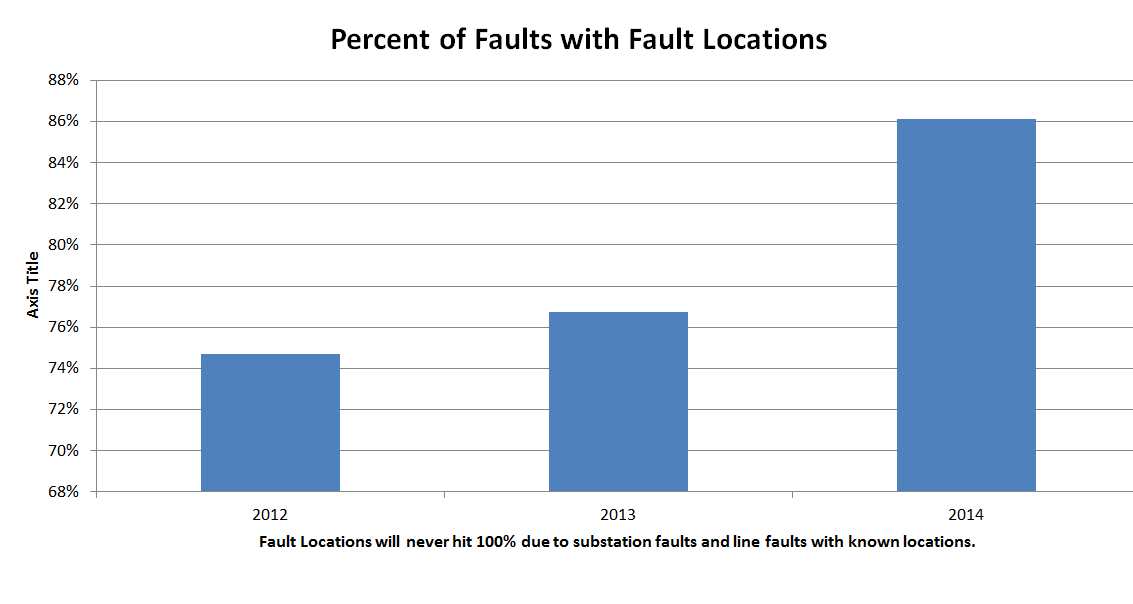 Percent of Faults with Fault Locations
88%
86%
84%
82%
80%
78%
76%
74%
72%
70%
68%
Axis Title
2012 2013 2014
Fault Locations will never hit 100% due to substation faults and line faults with known locations.